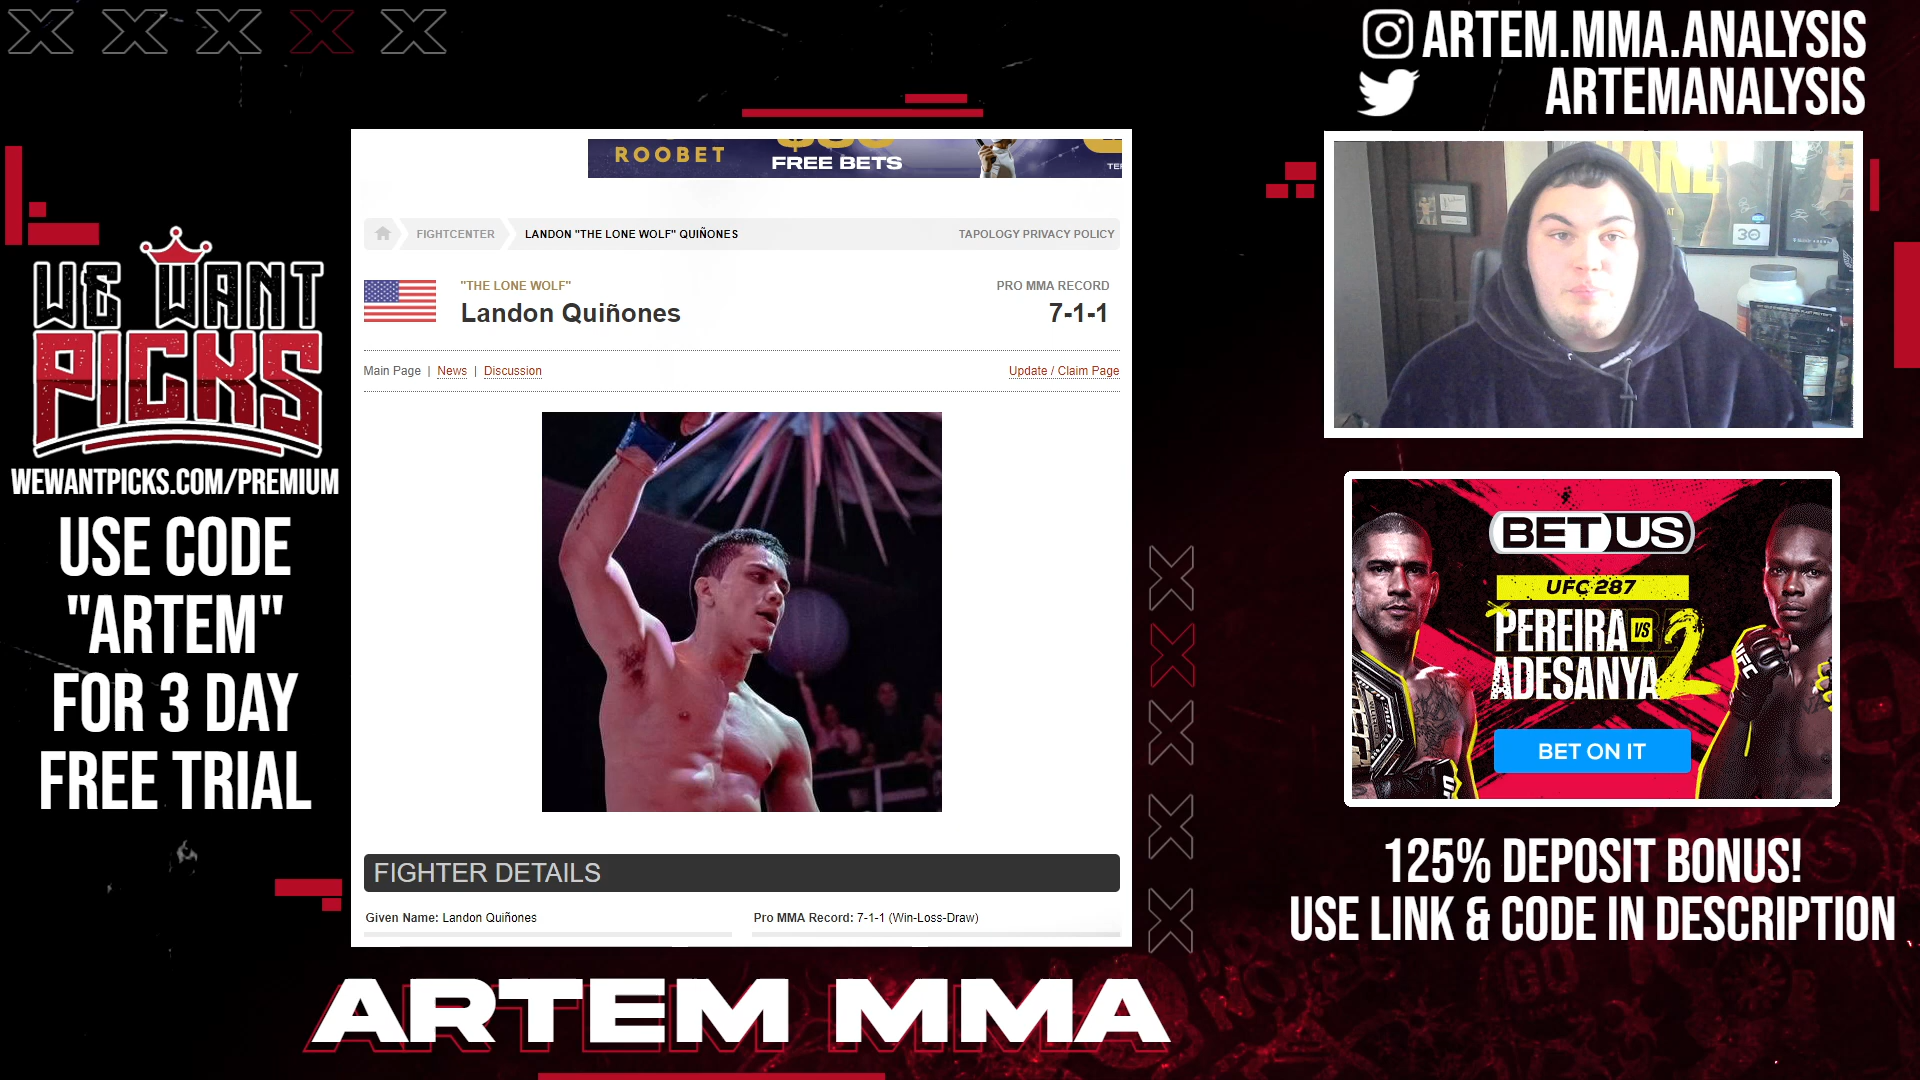 ARTEM.MMA.ANALYSIS
ARTEMANALYSIS
WE WANT
PICKS
WEWANTPICKS.COM/PREMIUM
USE CODE
"ARTEM"
FOR 3 DAY
FREE TRIAL
ROOBET
FREE BETS
FIGHTCENTER
LANDON "THE LONE WOLF" QUIÑONES
TAPOLOGY PRIVACY POLICY
"THE LONE WOLF"
Landon Quiñones
PRO MMA RECORD
7-1-1
Main Page | News | Discussion
Update / Claim Page
FIGHTER DETAILS
Given Name: Landon Quiñones
Pro MMA Record: 7-1-1 (Win-Loss-Draw)
30
BETUS
UFC 287
PEREIRA VS
ADESANYA 2
UFC
BET ON IT
125% DEPOSIT BONUS!
USE LINK & CODE IN DESCRIPTION
ARTEM MMA